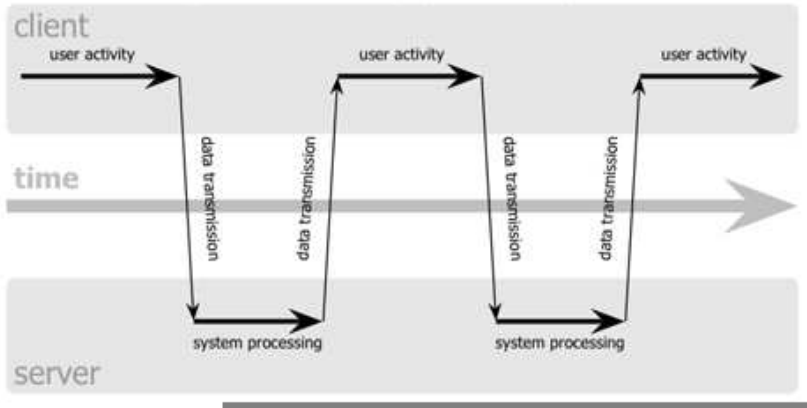 client
user activity
user activity
user activity
data transmission
data transmission
data transmission
data transmission
time
system processing
system processing
server